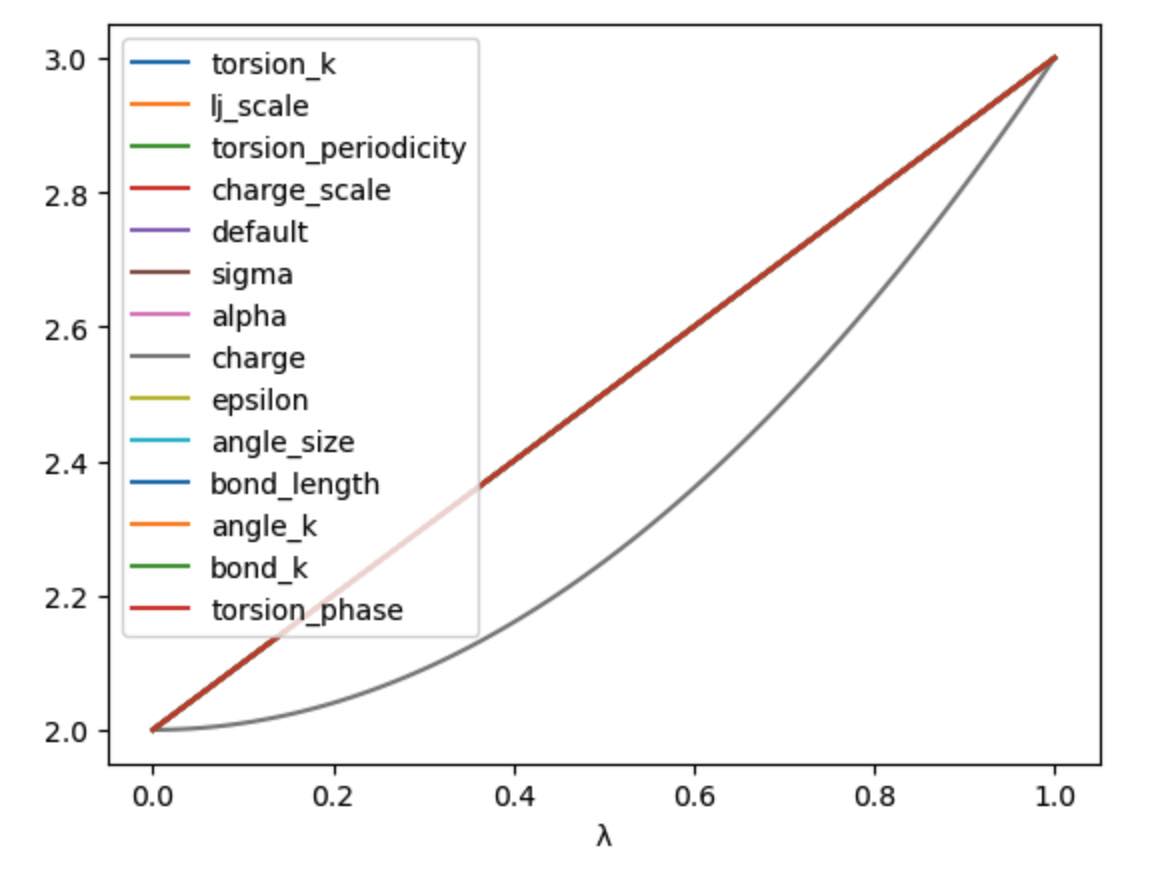 torsion_k
lj_scale
torsion_periodicity
charge_scale
default
sigma
alpha
charge
epsilon
angle_size
bond_length
angle_k
bond_k
torsion_phase
3.0
2.8
2.6
2.4
2.2
2.0
0.0 0.2 0.4 0.6 0.8 1.0
λ